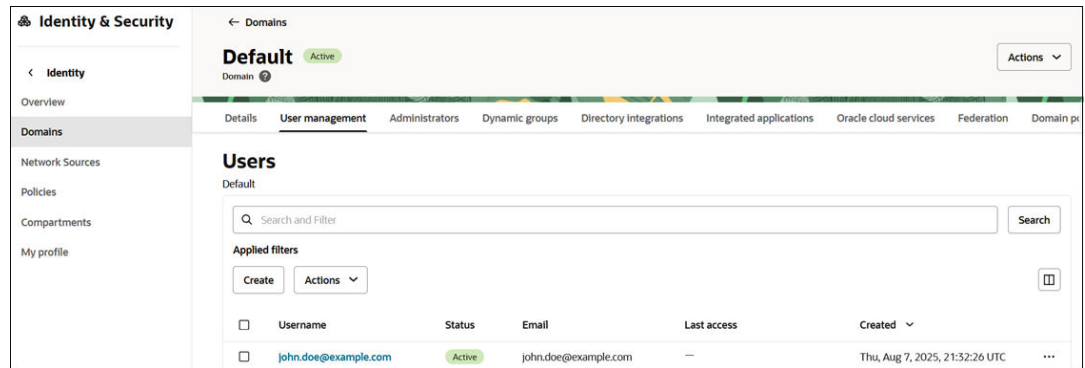 Identity & Security
← Domains
Default Active
Domain ?
Actions
< Identity
Overview
Domains
Network Sources
Policies
Compartments
My profile
Details User management Administrators Dynamic groups Directory integrations Integrated applications Oracle cloud services Federation Domain
Users
Default
Search and Filter
Search
Applied filters
Create Actions
Username Status Email Last access Created
john.doe@example.com Active john.doe@example.com — Thu, Aug 7, 2025, 21:32:26 UTC ...